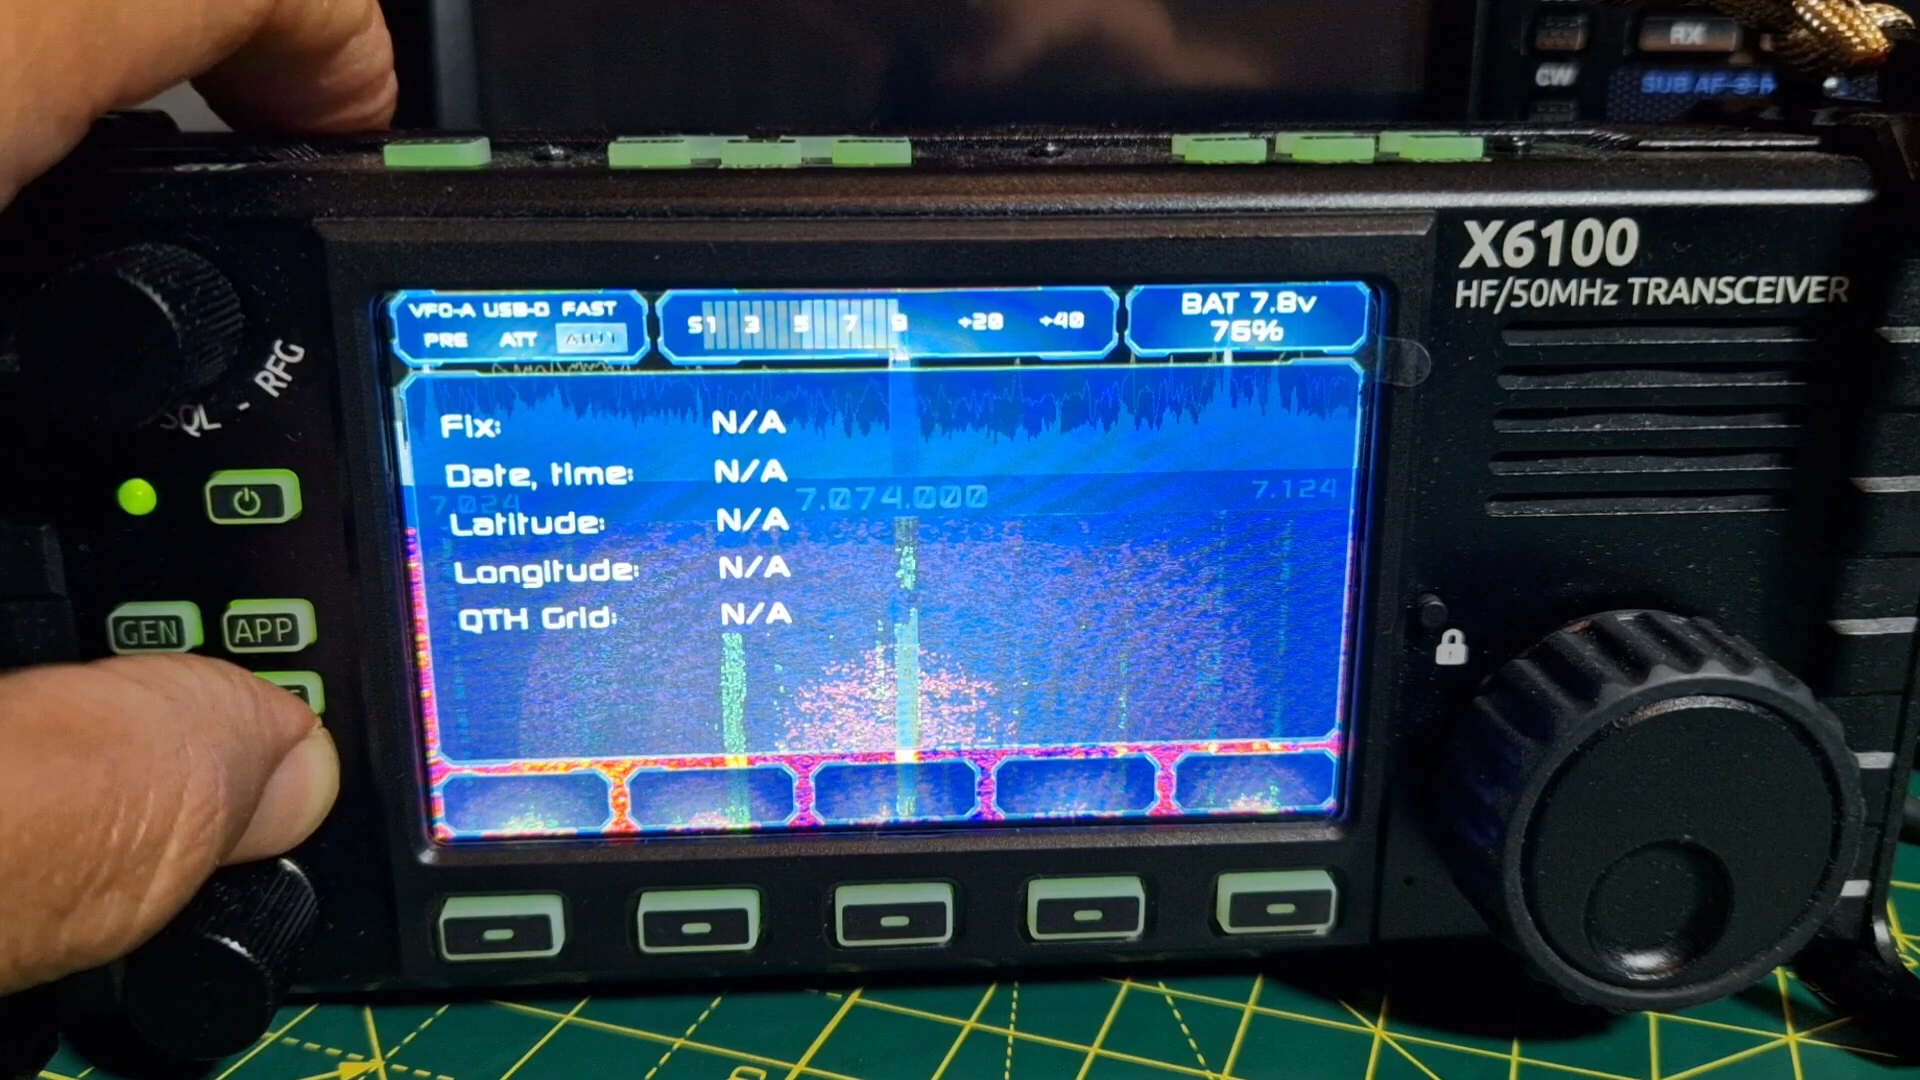 RX
CW
SUB AF
X6100
HF/50MHz TRANSCEIVER
VFO-A USB-D FAST
PRE ATT
S1 3 5 7 9 +20 +40
BAT 7.8v
76%
SQL - RFG
Fix: N/A
Date, time: N/A
7.024 7.074.000 7.124
Latitude: N/A
Longitude: N/A
QTH Grid: N/A
GEN APP